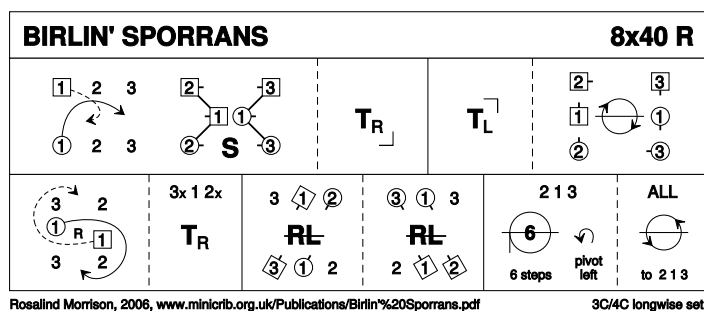 BIRLIN' SPORRANS 8x40 R
1 2 3
1 2 3
2 3
1 1
2 S 3
TR
TL
2 3
1 1
2 3
3 2
1 R 1
3 2
3x 1 2x
TR
3 1 2
RL
3 1 2
3 1 3
RL
2 1 2
2 1 3
6
6 steps
pivot
left
ALL
to 2 1 3
Rosalind Morrison, 2006, www.minicrib.org.uk/Publications/Birlin'%20Sporrans.pdf 3C/4C longwise set